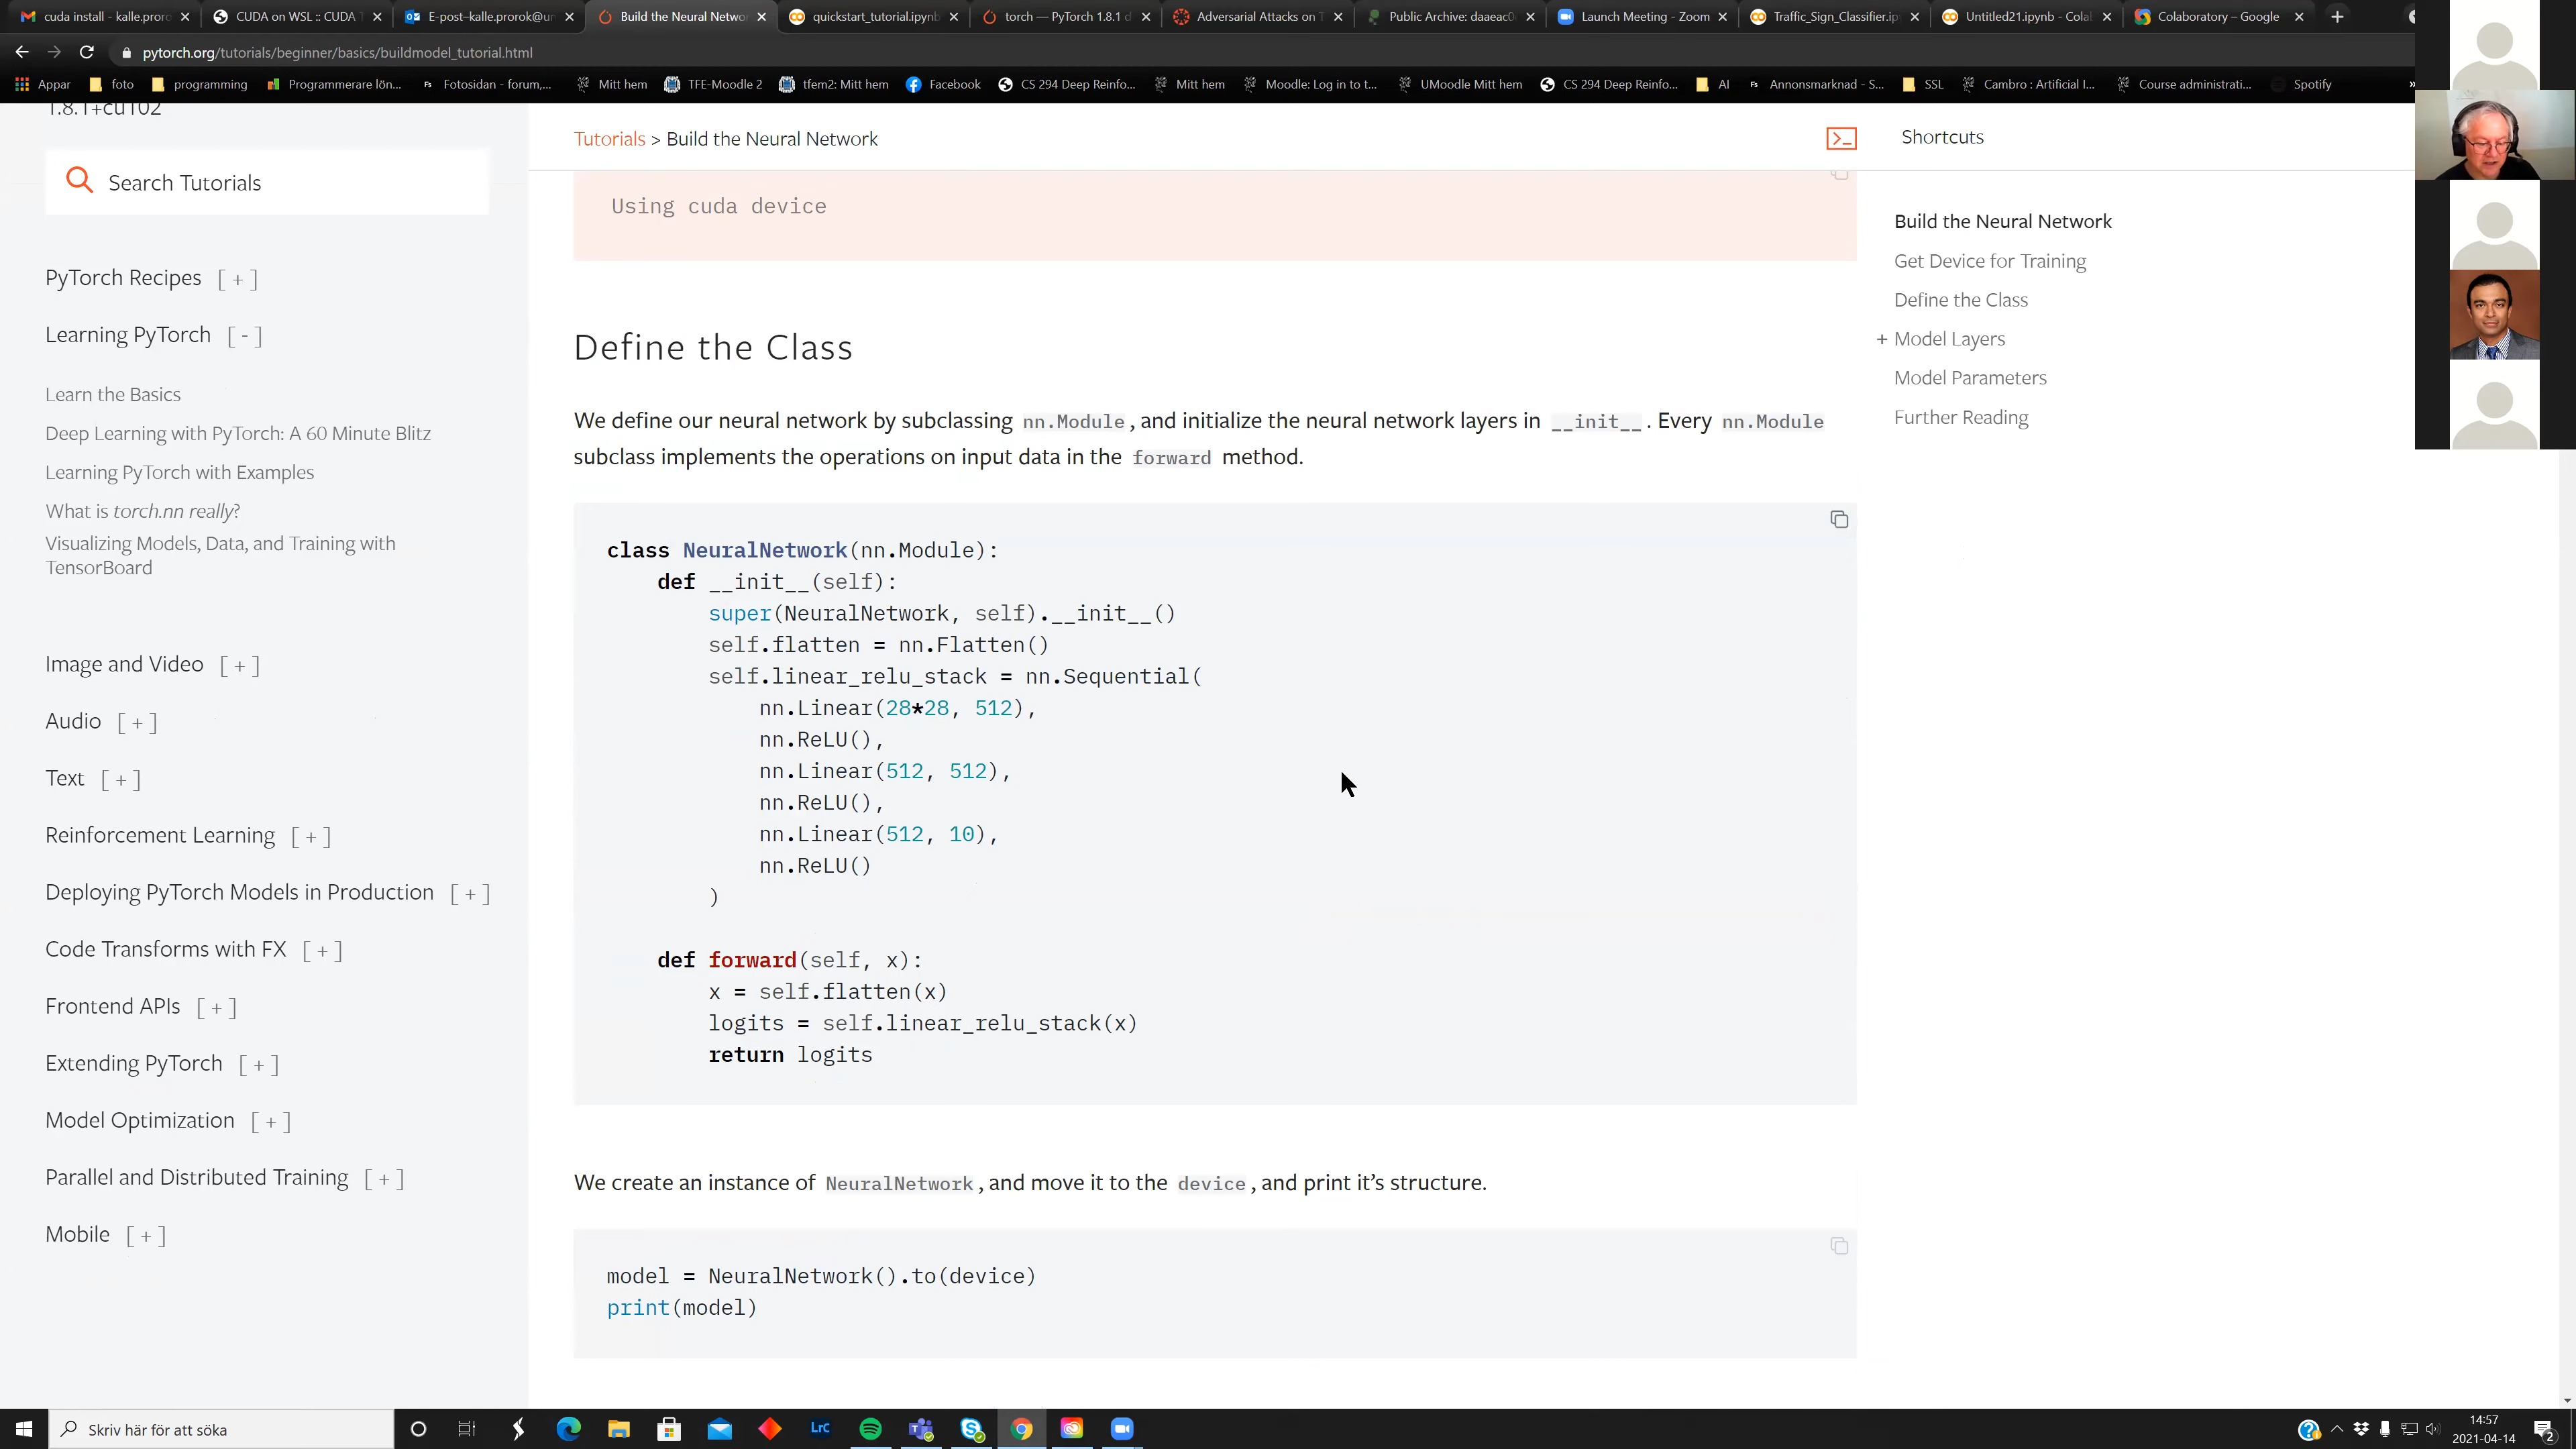 cuda install - kalle.proro
CUDA on WSL :: CUDA T
E-post–kalle.prorok@un
Build the Neural Networ
quickstart_tutorial.ipynb
torch — PyTorch 1.8.1 d
Adversarial Attacks on T
Public Archive: daaeac0
Launch Meeting - Zoom
Traffic_Sign_Classifier.ip
Untitled21.ipynb - Colab
Colaboratory – Google
pytorch.org/tutorials/beginner/basics/buildmodel_tutorial.html
Appar
foto
programming
Programmerare lön...
Fs Fotosidan - forum,...
Mitt hem
TFE-Moodle 2
tfem2: Mitt hem
Facebook
CS 294 Deep Reinfo...
Mitt hem
Moodle: Log in to t...
UMoodle Mitt hem
CS 294 Deep Reinfo...
AI
Fs Annonsmarknad - S...
SSL
Cambro : Artificial I...
Course administrati...
Spotify
»
1.8.1+cu102
Search Tutorials
PyTorch Recipes [ + ]
Learning PyTorch [ - ]
Learn the Basics
Deep Learning with PyTorch: A 60 Minute Blitz
Learning PyTorch with Examples
What is torch.nn really?
Visualizing Models, Data, and Training with
TensorBoard
Image and Video [ + ]
Audio [ + ]
Text [ + ]
Reinforcement Learning [ + ]
Deploying PyTorch Models in Production [ + ]
Code Transforms with FX [ + ]
Frontend APIs [ + ]
Extending PyTorch [ + ]
Model Optimization [ + ]
Parallel and Distributed Training [ + ]
Mobile [ + ]
Tutorials > Build the Neural Network
Using cuda device
Define the Class
We define our neural network by subclassing nn.Module, and initialize the neural network layers in __init__. Every nn.Module
subclass implements the operations on input data in the forward method.
class NeuralNetwork(nn.Module):
    def __init__(self):
        super(NeuralNetwork, self).__init__()
        self.flatten = nn.Flatten()
        self.linear_relu_stack = nn.Sequential(
            nn.Linear(28*28, 512),
            nn.ReLU(),
            nn.Linear(512, 512),
            nn.ReLU(),
            nn.Linear(512, 10),
            nn.ReLU()
        )
    def forward(self, x):
        x = self.flatten(x)
        logits = self.linear_relu_stack(x)
        return logits
We create an instance of NeuralNetwork, and move it to the device, and print it’s structure.
model = NeuralNetwork().to(device)
print(model)
Shortcuts
Build the Neural Network
Get Device for Training
Define the Class
+ Model Layers
Model Parameters
Further Reading
Skriv här för att söka
LrC
14:57
2021-04-14
2